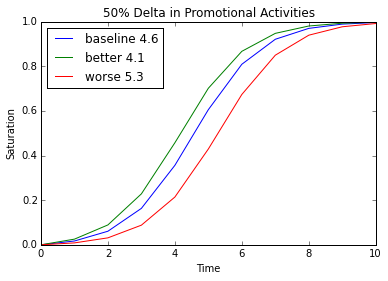 50% Delta in Promotional Activities
1.0
baseline 4.6
better 4.1
worse 5.3
0.8
0.6
Saturation
0.4
0.2
0.0
0 2 4 6 8 10
Time